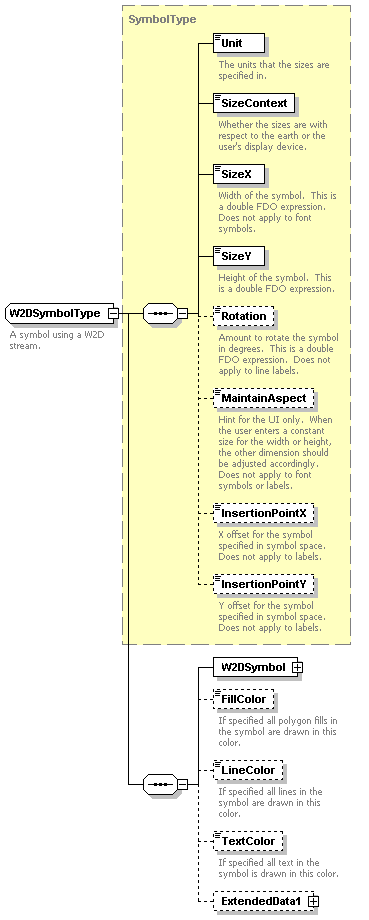 SymbolType
Unit
The units that the sizes are
specified in.
SizeContext
Whether the sizes are with
respect to the earth or the
user's display device.
SizeX
Width of the symbol.  This is
a double FDO expression.
Does not apply to font
symbols.
SizeY
Height of the symbol.  This
is a double FDO expression.
W2DSymbolType
A symbol using a W2D
stream.
Rotation
Amount to rotate the symbol
in degrees.  This is a double
FDO expression.  Does not
apply to line labels.
MaintainAspect
Hint for the UI only.  When
the user enters a constant
size for the width or height,
the other dimension should
be adjusted accordingly.
Does not apply to font
symbols or labels.
InsertionPointX
X offset for the symbol
specified in symbol space.
Does not apply to labels.
InsertionPointY
Y offset for the symbol
specified in symbol space.
Does not apply to labels.
W2DSymbol
FillColor
If specified all polygon fills in
the symbol are drawn in this
color.
LineColor
If specified all lines in the
symbol are drawn in this
color.
TextColor
If specified all text in the
symbol is drawn in this color.
ExtendedData1